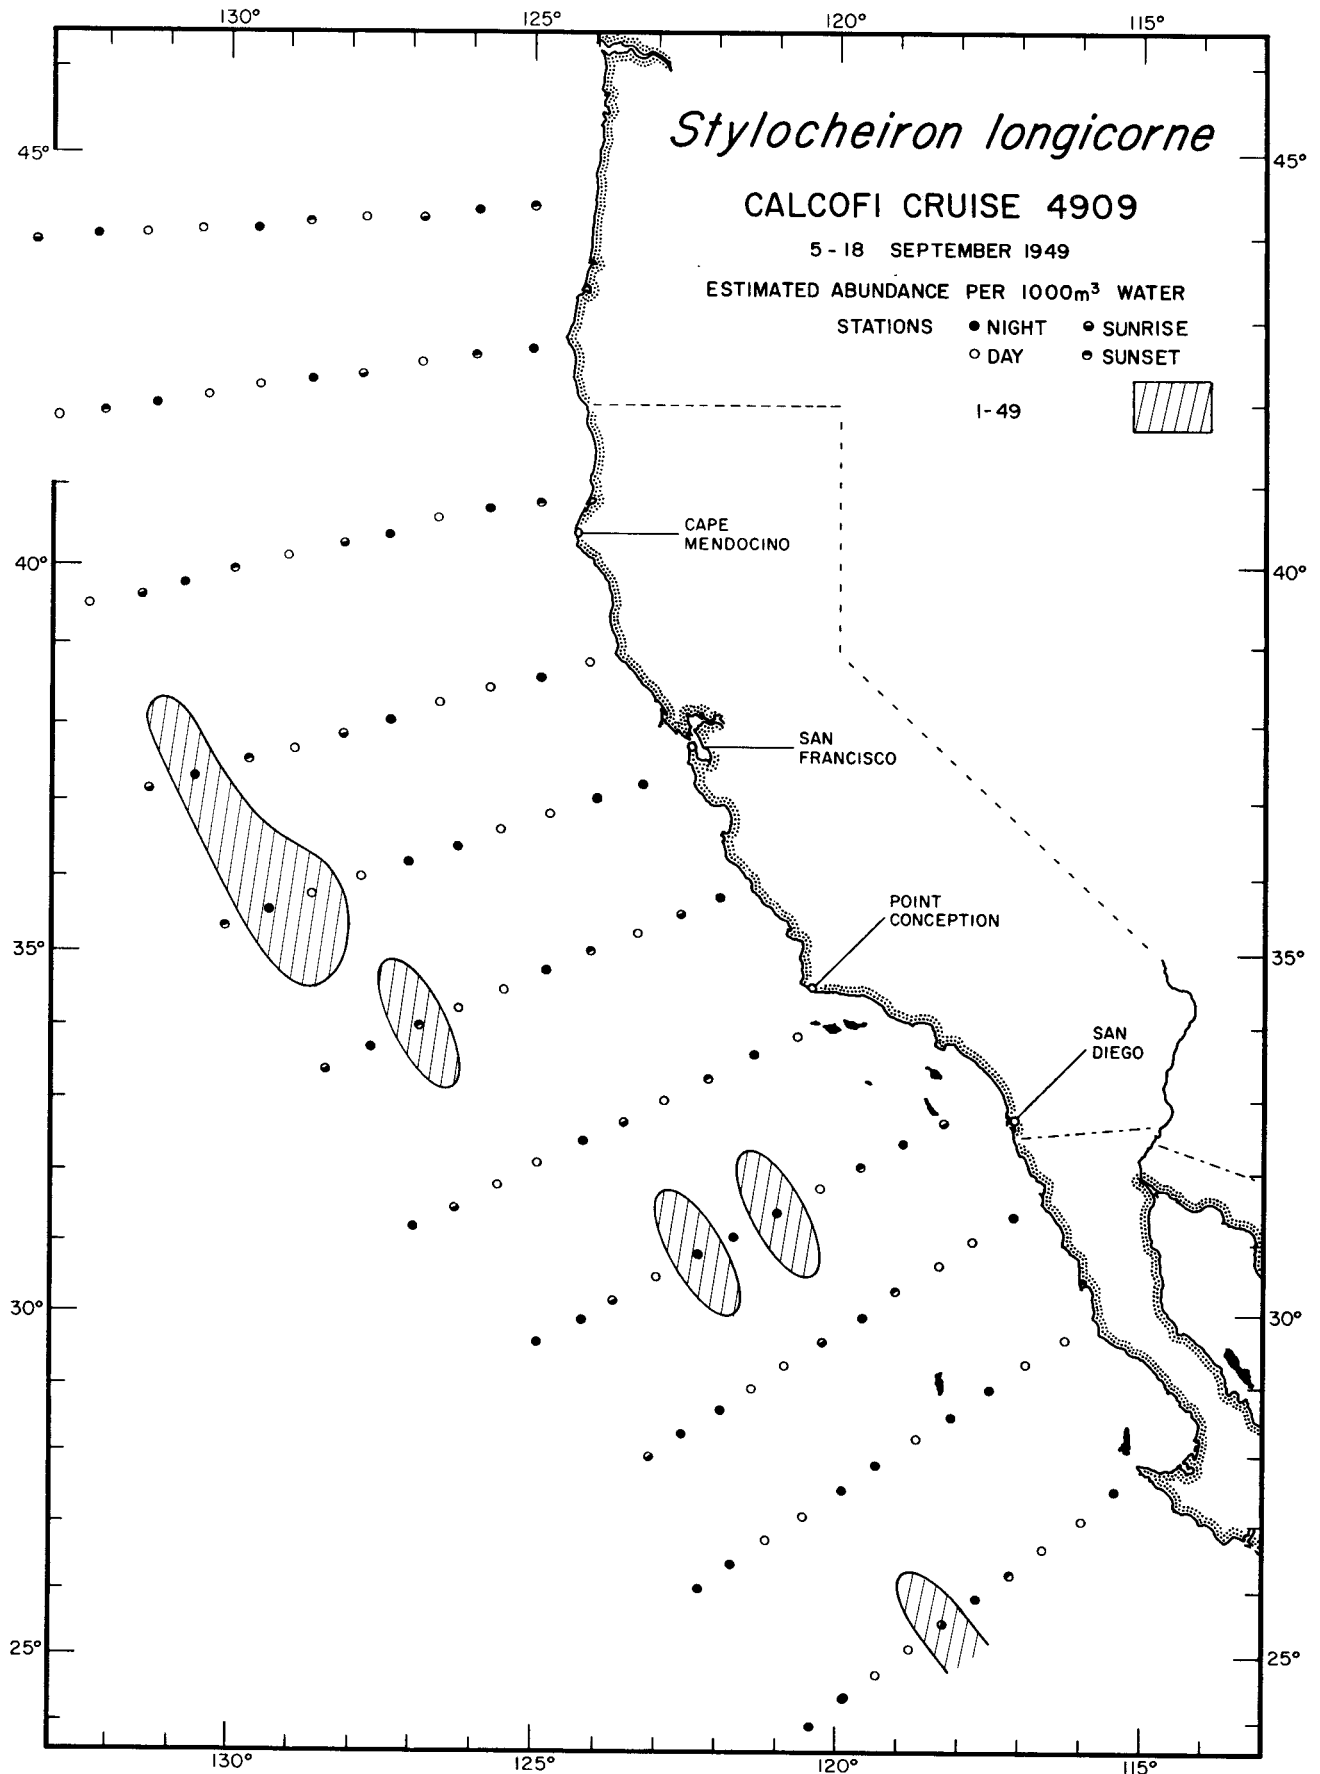 130° 125° 120° 115°
Stylocheiron longicorne
45° 45°
CALCOFI CRUISE 4909
5-18 SEPTEMBER 1949
ESTIMATED ABUNDANCE PER 1000m³ WATER
STATIONS ● NIGHT ◒ SUNRISE
○ DAY ◓ SUNSET
1-49
CAPE
MENDOCINO
40° 40°
SAN
FRANCISCO
POINT
CONCEPTION
35° 35°
SAN
DIEGO
30° 30°
25° 25°
130° 125° 120° 115°